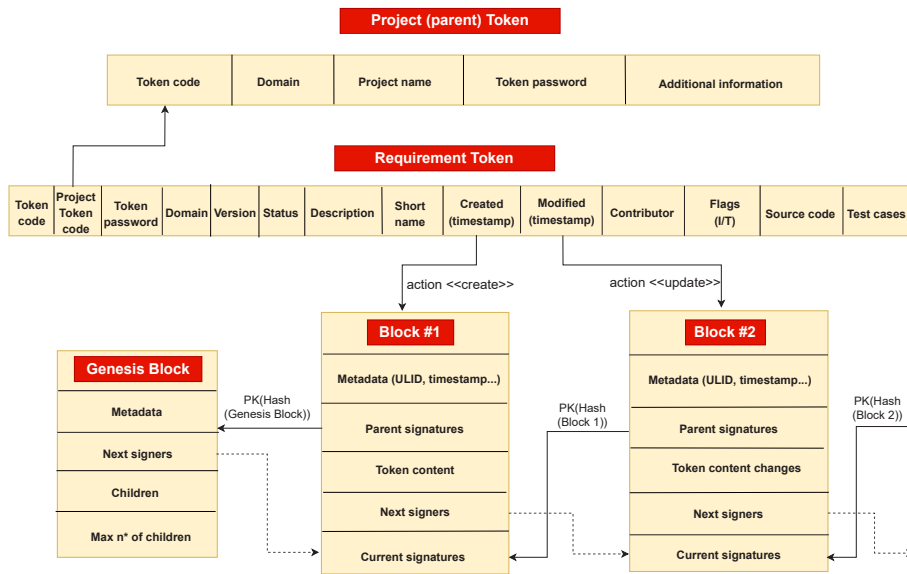 Project (parent) Token
Token code
Domain
Project name
Token password
Additional information
Requirement Token
Token
code
Project
Token
code
Token
password
Domain
Version
Status
Description
Short
name
Created
(timestamp)
Modified
(timestamp)
Contributor
Flags
(I/T)
Source code
Test cases
action <<create>>
action <<update>>
Genesis Block
Metadata
Next signers
Children
Max n* of children
PK(Hash
(Genesis Block))
Block #1
Metadata (ULID, timestamp...)
Parent signatures
Token content
Next signers
Current signatures
PK(Hash
(Block 1))
Block #2
Metadata (ULID, timestamp...)
Parent signatures
Token content changes
Next signers
Current signatures
PK(Hash
(Block 2))